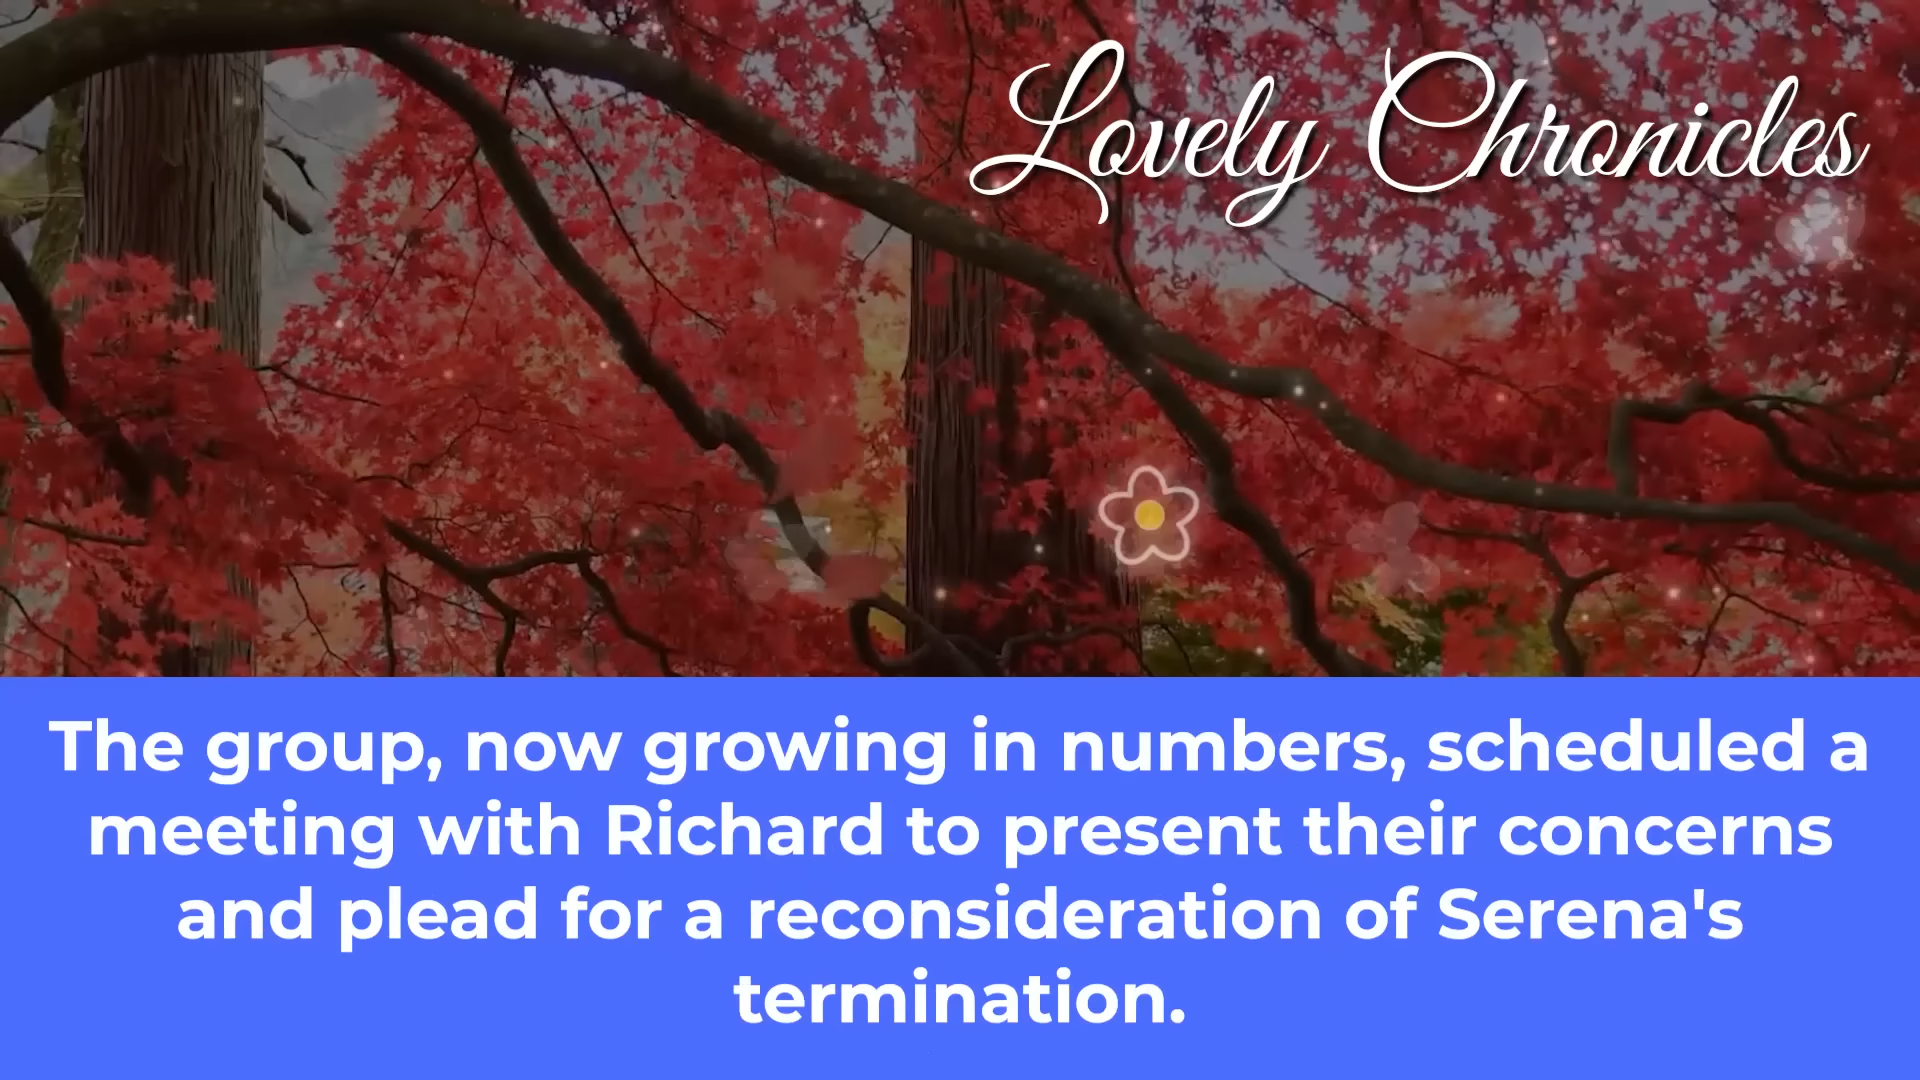 Lovely Chronicles
The group, now growing in numbers, scheduled a
meeting with Richard to present their concerns
and plead for a reconsideration of Serena's
termination.